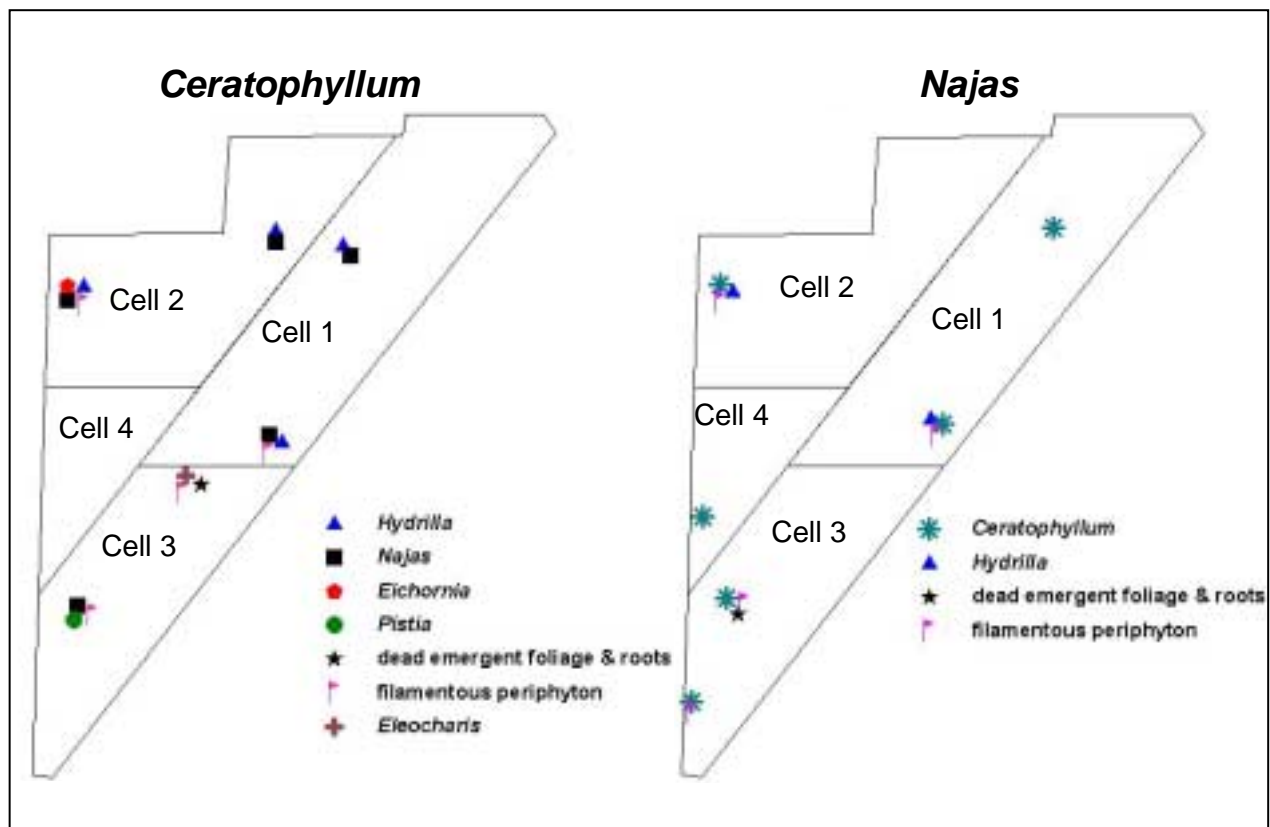 Ceratophyllum
Cell 2
Cell 1
Cell 4
Cell 3
Hydrilla
Najas
Eichornia
Pistia
dead emergent foliage & roots
filamentous periphyton
Eleocharis
Najas
Cell 2
Cell 1
Cell 4
Cell 3
Ceratophyllum
Hydrilla
dead emergent foliage & roots
filamentous periphyton